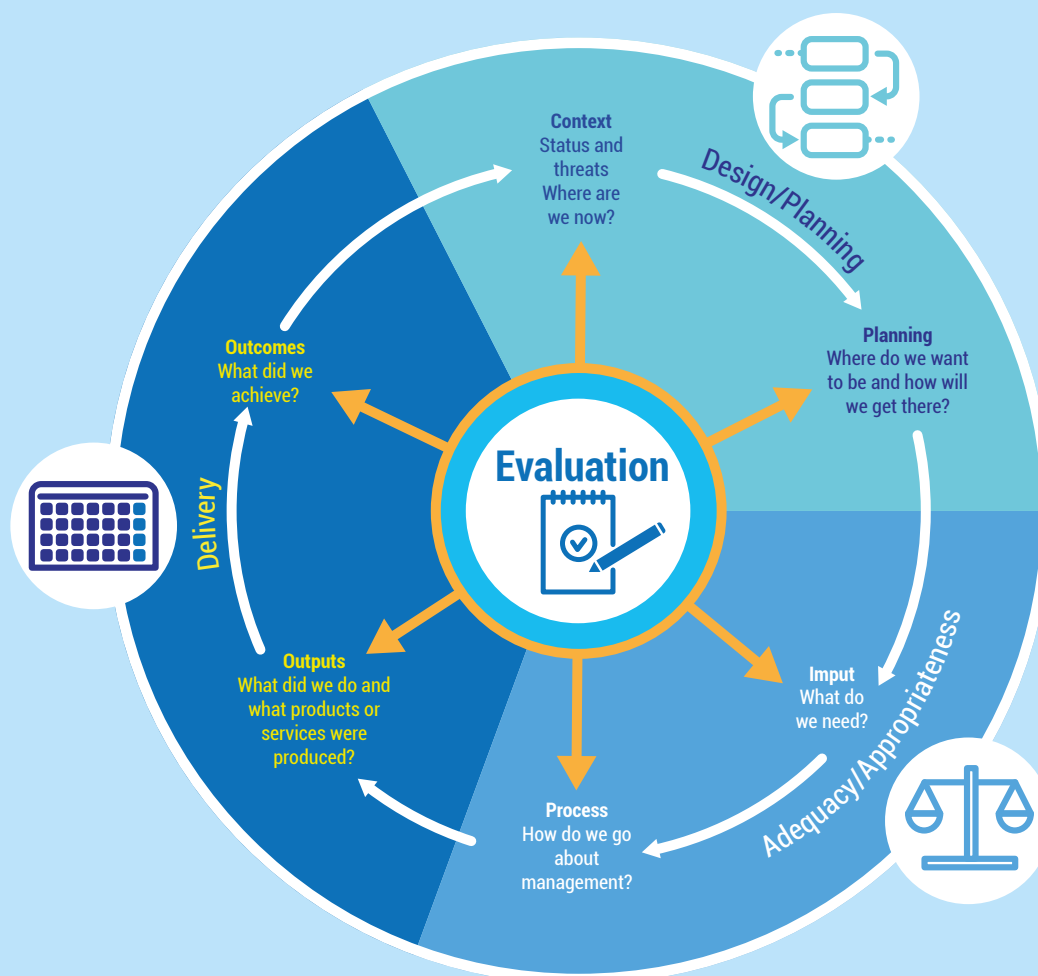 Context
Status and
threats
Where are
we now?
Design/Planning
Planning
Where do we want
to be and how will
we get there?
Evaluation
Outcomes
What did we
achieve?
Delivery
Outputs
What did we do and
what products or
services were
produced?
Imput
What do
we need?
Adequacy/Appropriateness
Process
How do we go
about
management?